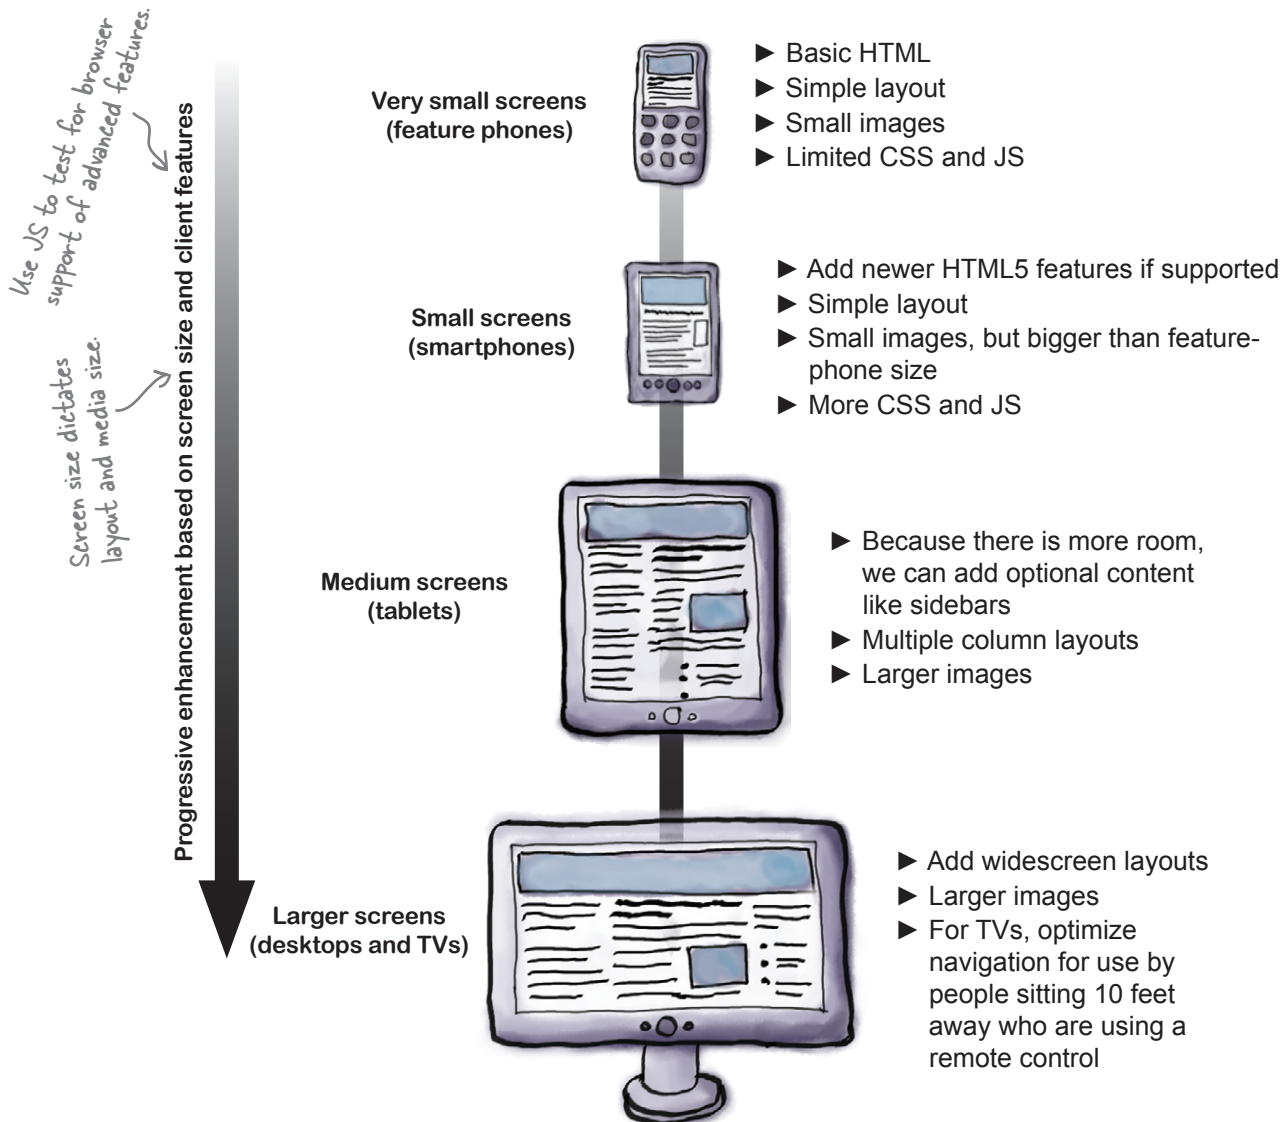 Use JS to test for browser
support of advanced features.
Screen size dictates
layout and media size.
Progressive enhancement based on screen size and client features
Very small screens
(feature phones)
► Basic HTML
► Simple layout
► Small images
► Limited CSS and JS
Small screens
(smartphones)
► Add newer HTML5 features if supported
► Simple layout
► Small images, but bigger than feature-
phone size
► More CSS and JS
Medium screens
(tablets)
► Because there is more room,
we can add optional content
like sidebars
► Multiple column layouts
► Larger images
Larger screens
(desktops and TVs)
► Add widescreen layouts
► Larger images
► For TVs, optimize
navigation for use by
people sitting 10 feet
away who are using a
remote control